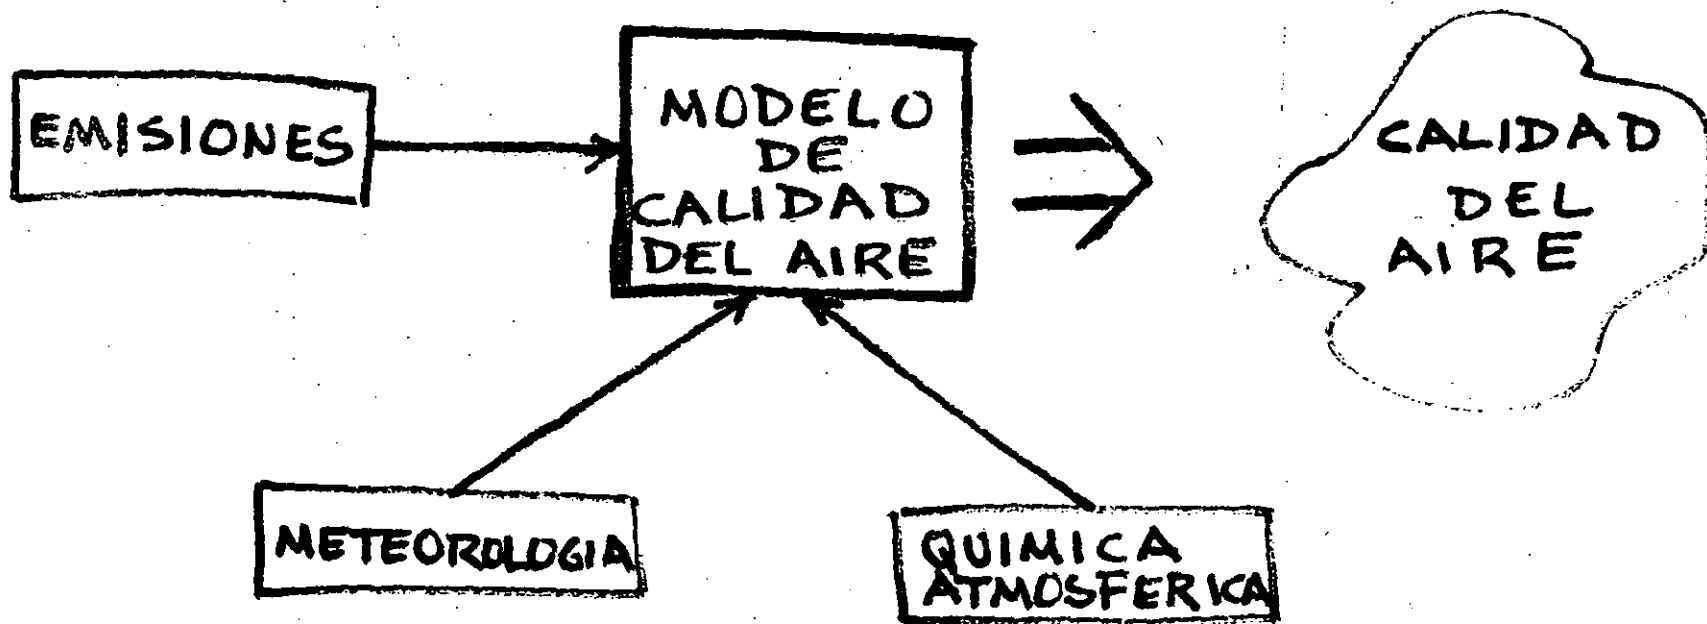 EMISIONES
MODELO
DE
CALIDAD
DEL AIRE
CALIDAD
DEL
AIRE
METEOROLOGIA
QUIMICA
ATMOSFERICA